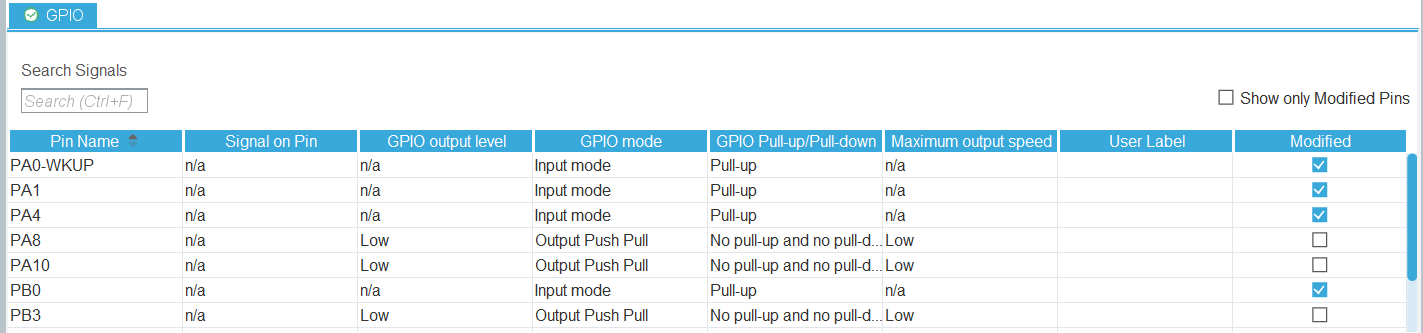 GPIO
Search Signals
Search (Ctrl+F)
Show only Modified Pins
Pin Name Signal on Pin GPIO output level GPIO mode GPIO Pull-up/Pull-down Maximum output speed User Label Modified
PA0-WKUP n/a n/a Input mode Pull-up n/a
PA1 n/a n/a Input mode Pull-up n/a
PA4 n/a n/a Input mode Pull-up n/a
PA8 n/a Low Output Push Pull No pull-up and no pull-d... Low
PA10 n/a Low Output Push Pull No pull-up and no pull-d... Low
PB0 n/a n/a Input mode Pull-up n/a
PB3 n/a Low Output Push Pull No pull-up and no pull-d... Low